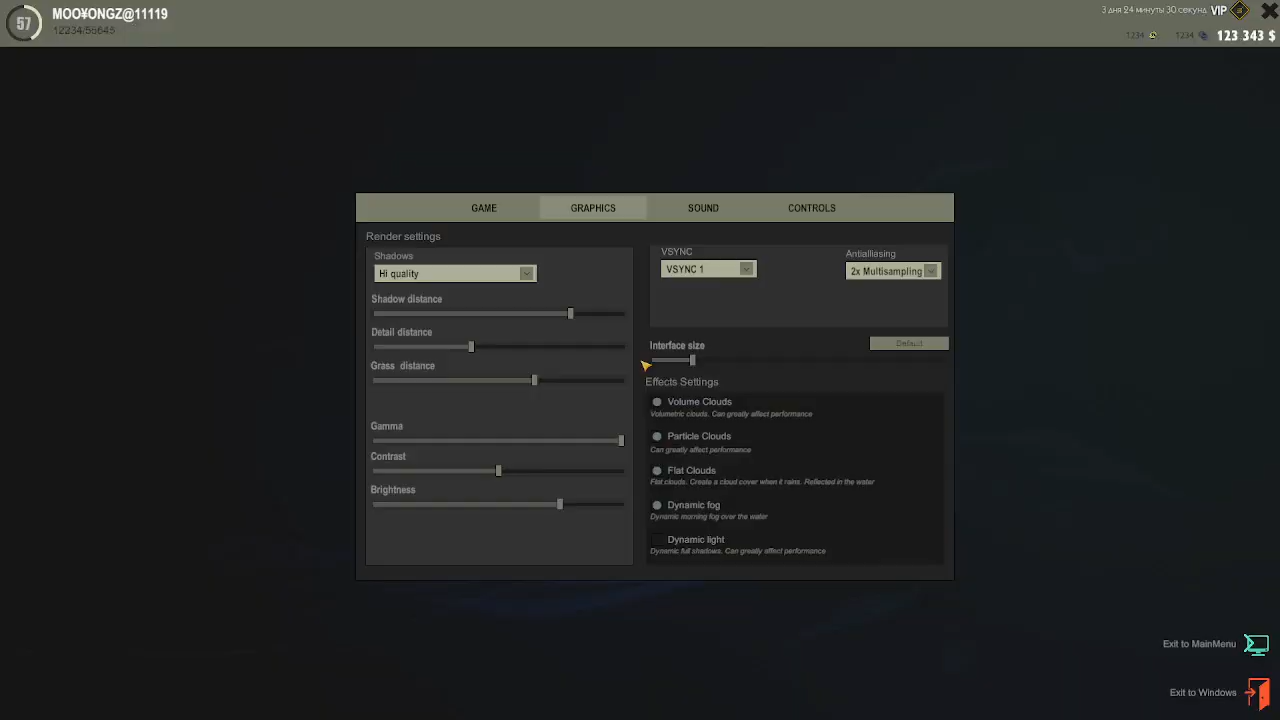 57
MOO¥ONGZ@11119
12234/55645
3 дня 24 минуты 30 секунд VIP
1234 1234 123 343 $
GAME GRAPHICS SOUND CONTROLS
Render settings
Shadows
Hi quality
Shadow distance
Detail distance
Grass distance
Gamma
Contrast
Brightness
VSYNC
VSYNC 1
Antialliasing
2x Multisampling
Interface size
Default
Effects Settings
Volume Clouds
Volumetric clouds. Can greatly affect performance
Particle Clouds
Can greatly affect performance
Flat Clouds
Flat clouds. Create a cloud cover when it rains. Reflected in the water
Dynamic fog
Dynamic morning fog over the water
Dynamic light
Dynamic full shadows. Can greatly affect performance
Exit to MainMenu
Exit to Windows